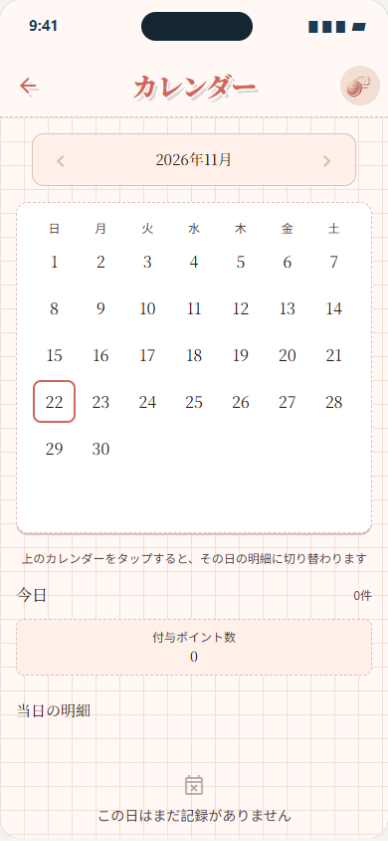 9:41
カレンダー
2026年11月
日 月 火 水 木 金 土
1 2 3 4 5 6 7
8 9 10 11 12 13 14
15 16 17 18 19 20 21
22 23 24 25 26 27 28
29 30
上のカレンダーをタップすると、その日の明細に切り替わります
今日 0件
付与ポイント数
0
当日の明細
この日はまだ記録がありません